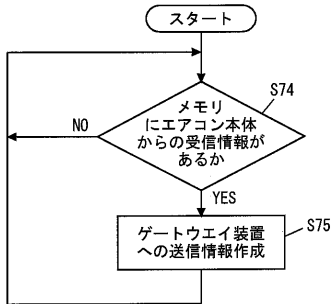 スタート
メモリ
にエアコン本体
からの受信情報が
あるか
S74
NO
YES
ゲートウエイ装置
への送信情報作成
S75